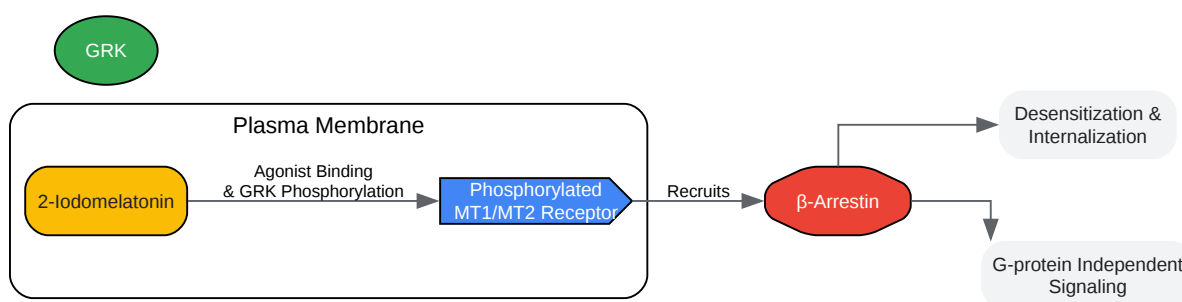 GRK
Plasma Membrane
2-Iodomelatonin
Agonist Binding
& GRK Phosphorylation
Phosphorylated
MT1/MT2 Receptor
Recruits
β-Arrestin
Desensitization &
Internalization
G-protein Independent
Signaling